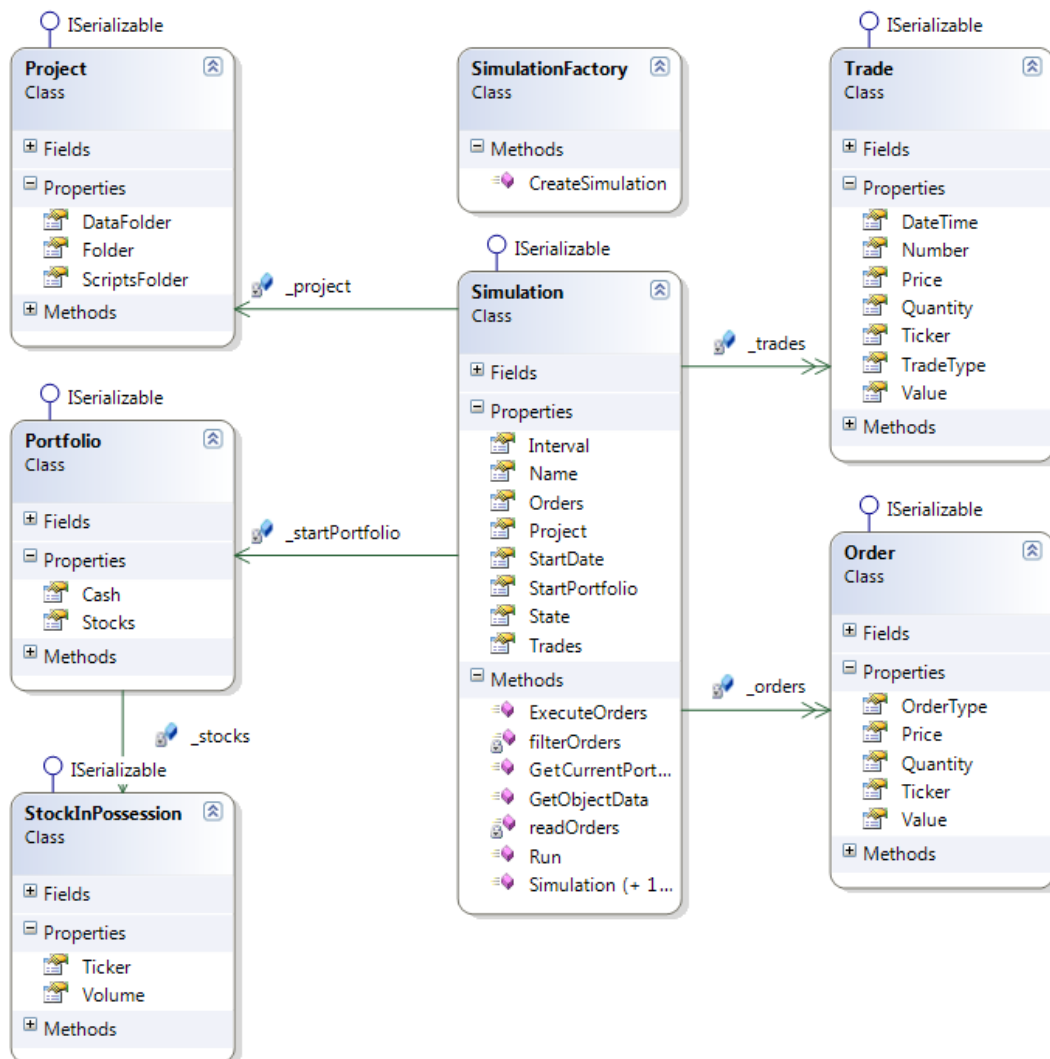 ISerializable
Project
Class
Fields
Properties
DataFolder
Folder
ScriptsFolder
Methods
SimulationFactory
Class
Methods
CreateSimulation
ISerializable
Trade
Class
Fields
Properties
DateTime
Number
Price
Quantity
Ticker
TradeType
Value
Methods
_project
ISerializable
Simulation
Class
Fields
Properties
Interval
Name
Orders
Project
StartDate
StartPortfolio
State
Trades
Methods
ExecuteOrders
filterOrders
GetCurrentPort...
GetObjectData
readOrders
Run
Simulation (+ 1...
_trades
ISerializable
Portfolio
Class
Fields
Properties
Cash
Stocks
Methods
_startPortfolio
ISerializable
Order
Class
Fields
Properties
OrderType
Price
Quantity
Ticker
Value
Methods
_orders
_stocks
ISerializable
StockInPossession
Class
Fields
Properties
Ticker
Volume
Methods